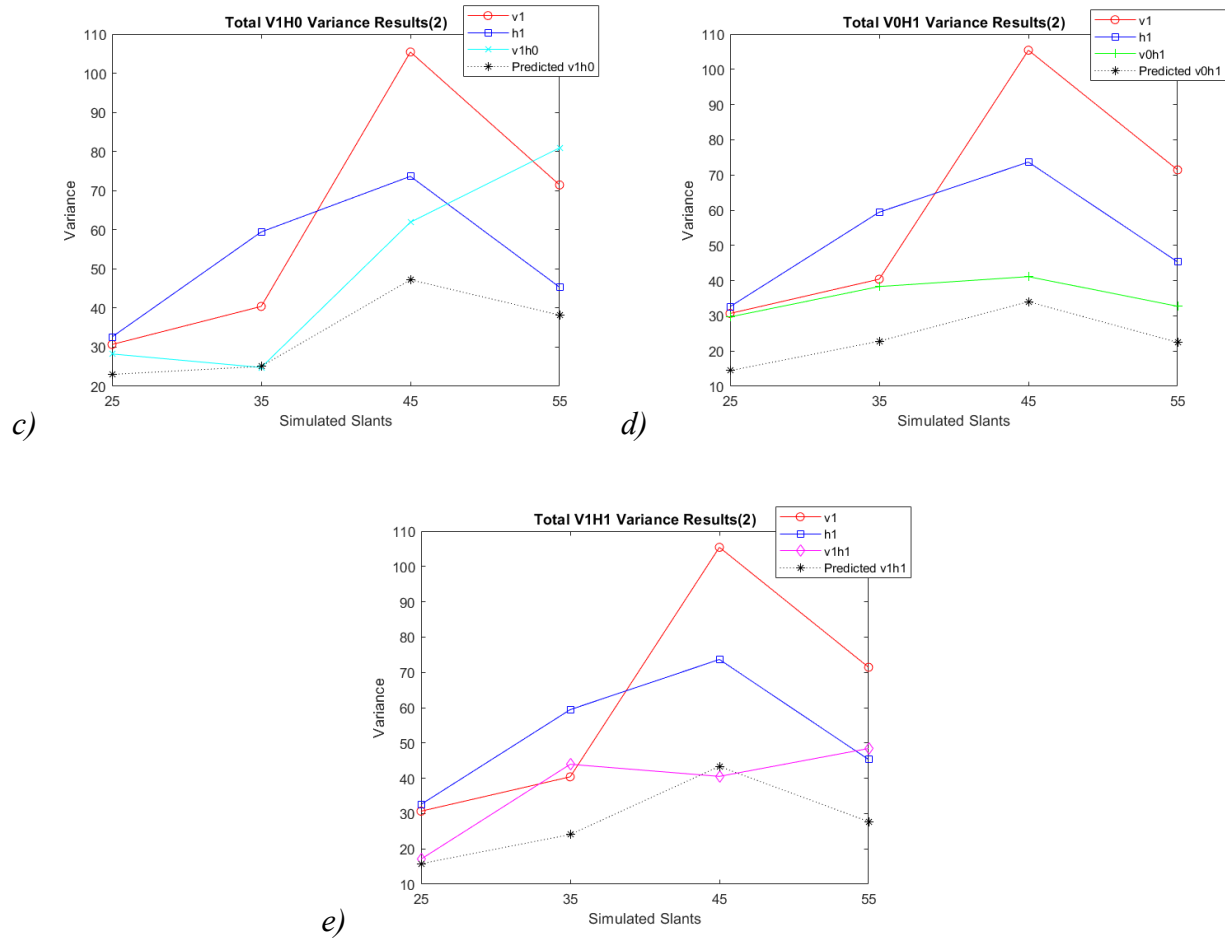 Total V1H0 Variance Results(2)
v1
h1
v1h0
Predicted v1h0
110
100
90
80
70
60
50
40
30
20
Variance
25 35 45 55
Simulated Slants
c)
Total V0H1 Variance Results(2)
v1
h1
v0h1
Predicted v0h1
110
100
90
80
70
60
50
40
30
20
10
Variance
25 35 45 55
Simulated Slants
d)
Total V1H1 Variance Results(2)
v1
h1
v1h1
Predicted v1h1
110
100
90
80
70
60
50
40
30
20
10
Variance
25 35 45 55
Simulated Slants
e)